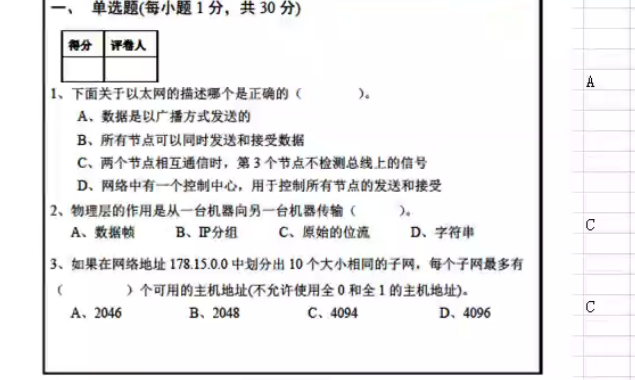 一、 单选题(每小题 1 分，共 30 分)
得分 评卷人
1、下面关于以太网的描述哪个是正确的（ ）。
A
A、数据是以广播方式发送的
B、所有节点可以同时发送和接受数据
C、两个节点相互通信时，第 3 个节点不检测总线上的信号
D、网络中有一个控制中心，用于控制所有节点的发送和接受
2、物理层的作用是从一台机器向另一台机器传输（ ）。
C
A、数据帧 B、IP分组 C、原始的位流 D、字符串
3、如果在网络地址 178.15.0.0 中划分出 10 个大小相同的子网，每个子网最多有
（ ）个可用的主机地址(不允许使用全 0 和全 1 的主机地址)。
C
A、2046 B、2048 C、4094 D、4096